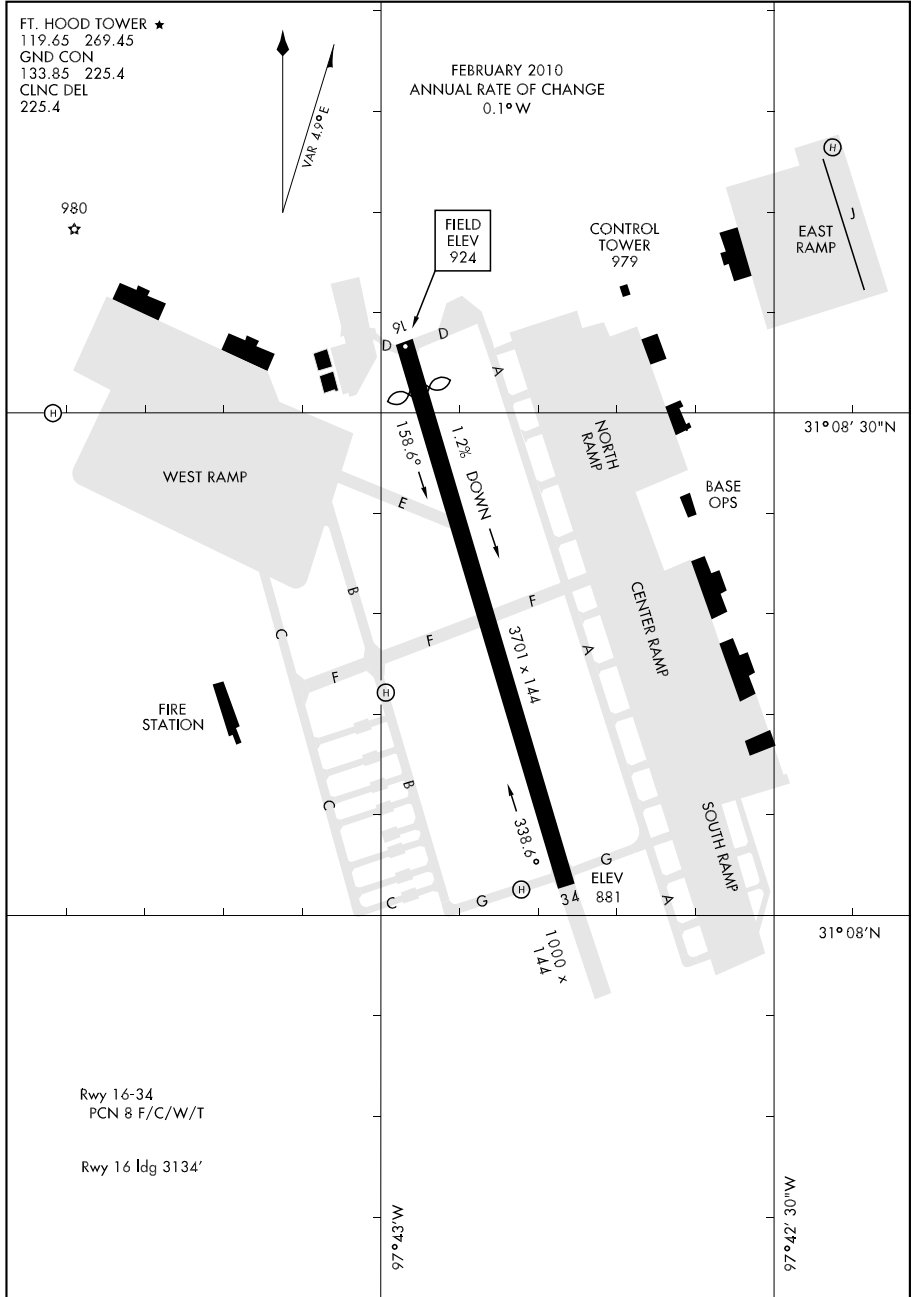 FT. HOOD TOWER ★
119.65 269.45
GND CON
133.85 225.4
CLNC DEL
225.4
FEBRUARY 2010
ANNUAL RATE OF CHANGE
0.1° W
VAR 4.9° E
H
980
FIELD
ELEV
924
CONTROL
TOWER
979
EAST
RAMP
J
16
D
D
A
H
31° 08' 30"N
WEST RAMP
158.6°
1.2% DOWN
NORTH
RAMP
BASE
OPS
E
B
F
C
F
F
A
CENTER RAMP
3701 x 144
H
FIRE
STATION
B
C
338.6°
SOUTH RAMP
G
ELEV
881
H
34
C
G
A
31° 08'N
1000 x
144
Rwy 16-34
PCN 8 F/C/W/T
Rwy 16 ldg 3134'
97° 43'W
97° 42' 30"W